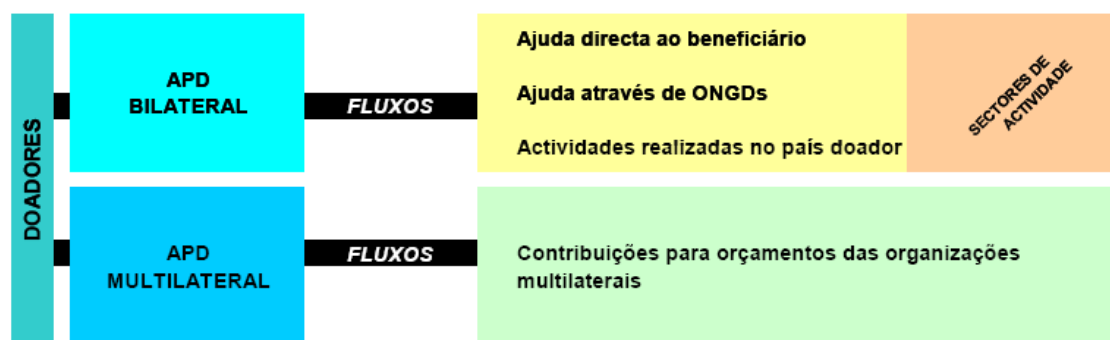 DOADORES
APD
BILATERAL
FLUXOS
Ajuda directa ao beneficiário
Ajuda através de ONGDs
Actividades realizadas no país doador
SECTORES DE
ACTIVIDADE
APD
MULTILATERAL
FLUXOS
Contribuições para orçamentos das organizações
multilaterais